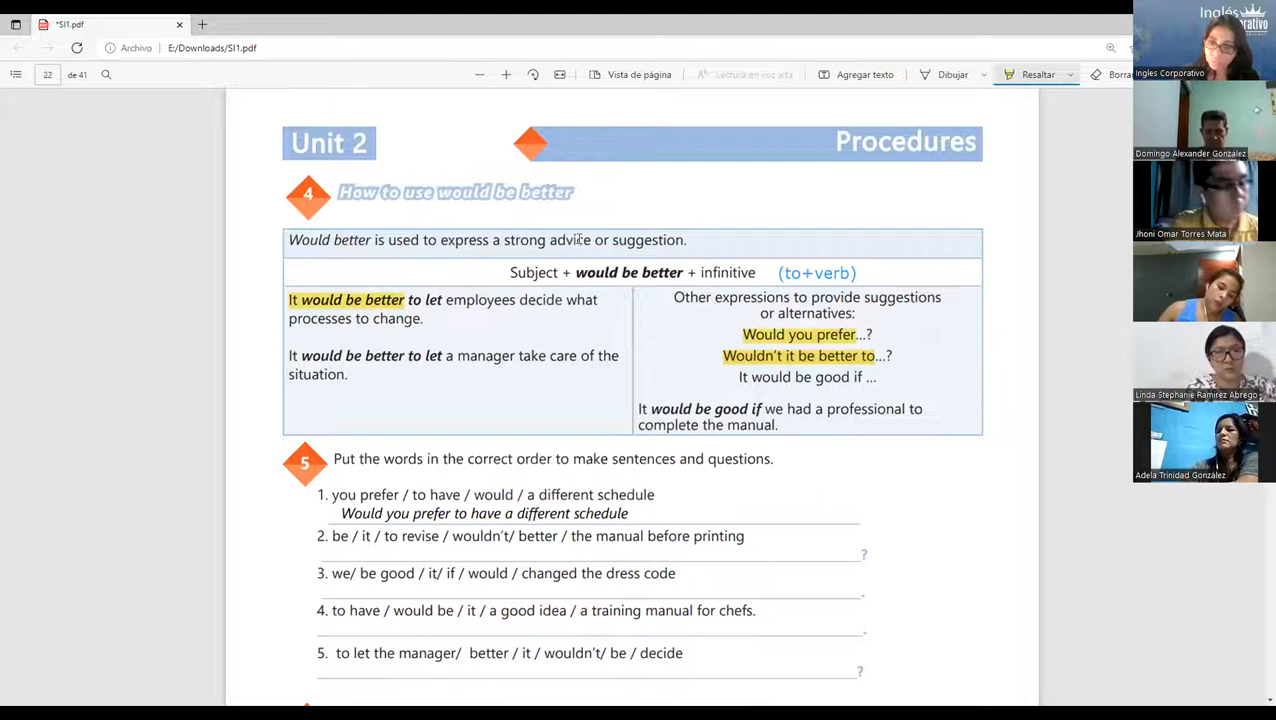 *SI1.pdf
Archivo
E:/Downloads/SI1.pdf
22
de 41
Vista de página
Lectura en voz alta
Agregar texto
Dibujar
Resaltar
Borrar
Unit 2
Procedures
4
How to use would be better
Would better is used to express a strong advice or suggestion.
Subject + would be better + infinitive (to+verb)
It would be better to let employees decide what
processes to change.
It would be better to let a manager take care of the
situation.
Other expressions to provide suggestions
or alternatives:
Would you prefer...?
Wouldn't it be better to...?
It would be good if ...
It would be good if we had a professional to
complete the manual.
5
Put the words in the correct order to make sentences and questions.
1. you prefer / to have / would / a different schedule
Would you prefer to have a different schedule
2. be / it / to revise / wouldn't/ better / the manual before printing
?
3. we/ be good / it/ if / would / changed the dress code
.
4. to have / would be / it / a good idea / a training manual for chefs.
.
5. to let the manager/ better / it / wouldn't/ be / decide
?
Inglés
Ingles Corporativo
Domingo Alexander González
Jhoni Omar Torres Mata
Linda Stephanie Ramirez Abrego
Adela Trinidad González